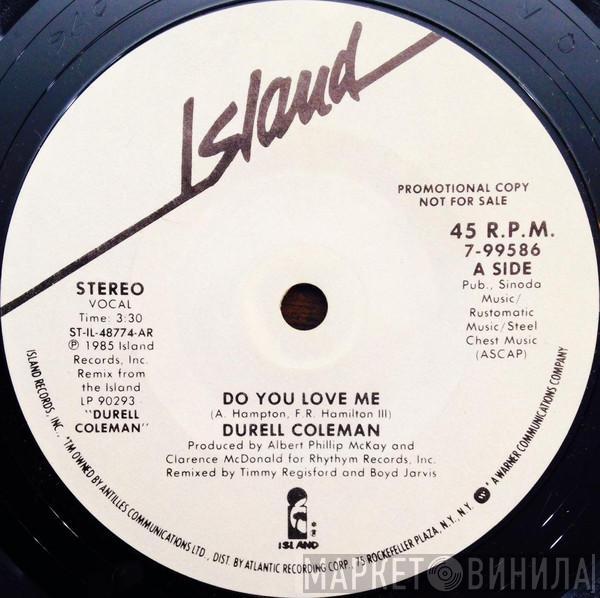 Island
PROMOTIONAL COPY
NOT FOR SALE
45 R.P.M.
7-99586
A SIDE
Pub., Sinoda
Music/
Rustomatic
Music/Steel
Chest Music
(ASCAP)
STEREO
VOCAL
Time: 3:30
ST-IL-48774-AR
Ⓟ 1985 Island
Records, Inc.
Remix from
the Island
LP 90293
"DURELL
COLEMAN"
DO YOU LOVE ME
(A. Hampton, F.R. Hamilton III)
DURELL COLEMAN
Produced by Albert Phillip McKay and
Clarence McDonald for Rhythym Records, Inc.
Remixed by Timmy Regisford and Boyd Jarvis
ISLAND
ISLAND RECORDS, INC., *TM OWNED BY ANTILLES COMMUNICATIONS LTD., DIST. BY ATLANTIC RECORDING CORP., 75 ROCKEFELLER PLAZA, N.Y., N.Y. A WARNER COMMUNICATIONS COMPANY
МАРКЕТ ВИНИЛА